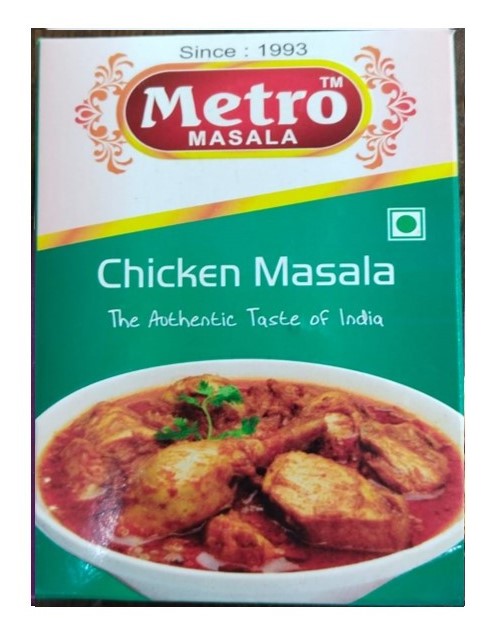 Since : 1993
Metro TM
MASALA
Chicken Masala
The Authentic Taste of India